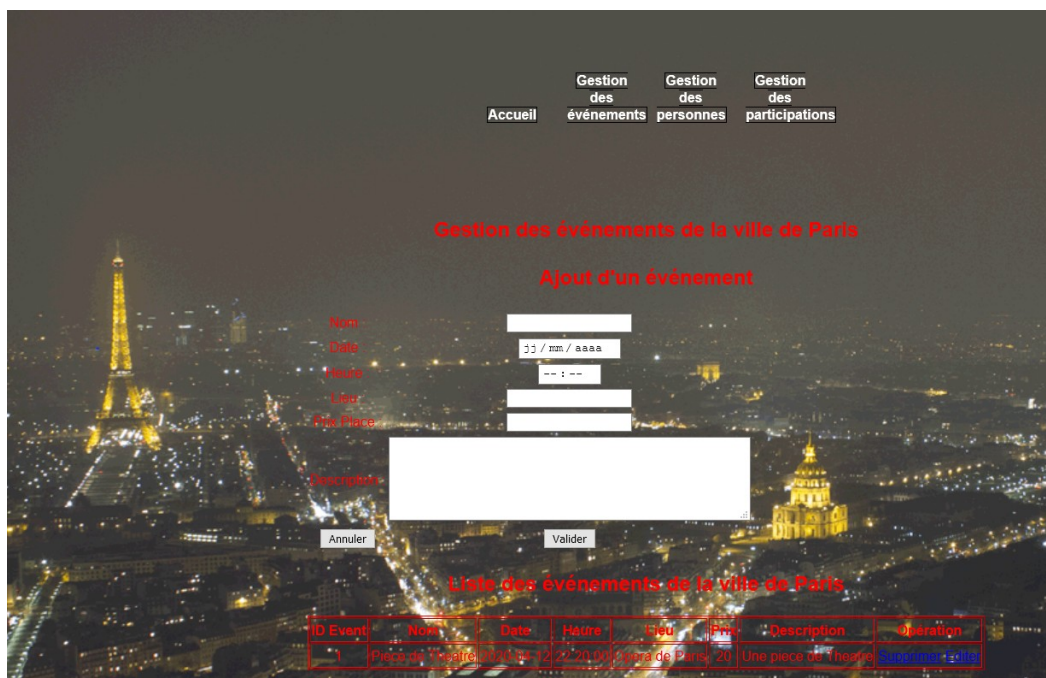 Accueil
Gestion des événements
Gestion des personnes
Gestion des participations
Gestion des événements de la ville de Paris
Ajout d'un événement
Nom
Date jj/mm/aaaa
Heure --:--
Lieu
Prix Place
Description
Annuler Valider
Liste des événements de la ville de Paris
ID Event Nom Date Heure Lieu Prix Description Opération
1 Piece de Theatre 2020-04-12 22:20:00 Opera de Paris 20 Une piece de Theatre Supprimer Editer